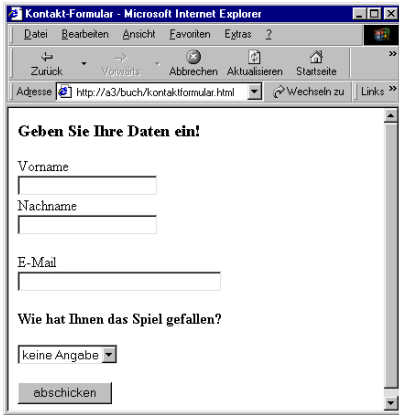 Kontakt-Formular - Microsoft Internet Explorer
Datei Bearbeiten Ansicht Favoriten Extras ?
Zurück Vorwärts Abbrechen Aktualisieren Startseite »
Adresse http://a3/buch/kontaktformular.html Wechseln zu Links »
Geben Sie Ihre Daten ein!
Vorname
Nachname
E-Mail
Wie hat Ihnen das Spiel gefallen?
keine Angabe
abschicken